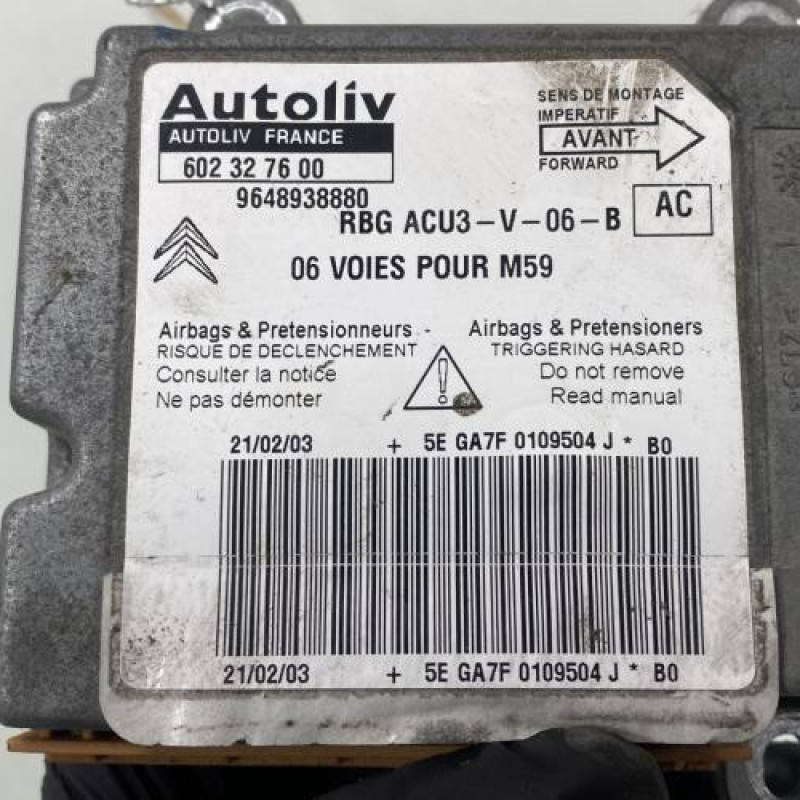 Autoliv
AUTOLIV FRANCE
602 32 76 00
9648938880
SENS DE MONTAGE
IMPERATIF
AVANT
FORWARD
RBG ACU3-V-06-B
AC
06 VOIES POUR M59
Airbags & Pretensionneurs
RISQUE DE DECLENCHEMENT
Consulter la notice
Ne pas démonter
Airbags & Pretensioners
TRIGGERING HASARD
Do not remove
Read manual
21/02/03 + 5E GA7F 0109504 J * B0
21/02/03 + 5E GA7F 0109504 J * B0